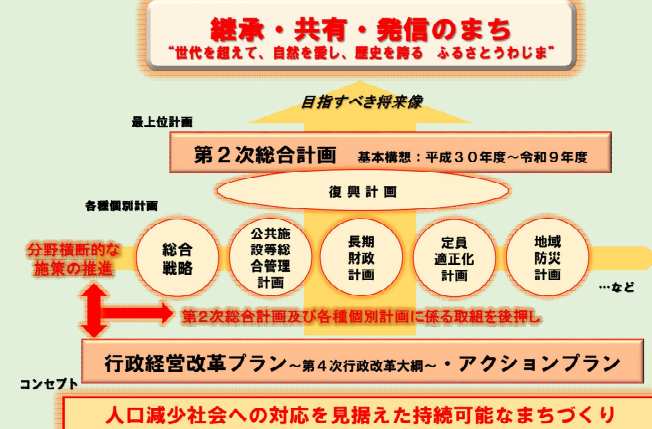 継承・共有・発信のまち
“世代を超えて、自然を愛し、歴史を誇る　ふるさとうわじま”
目指すべき将来像
最上位計画
第２次総合計画　基本構想：平成３０年度～令和９年度
復興計画
各種個別計画
分野横断的な
施策の推進
総合
戦略
公共施
設等総
合管理
計画
長期
財政
計画
定員
適正化
計画
地域
防災
計画
…など
第2次総合計画及び各種個別計画に係る取組を後押し
行政経営改革プラン～第４次行政改革大綱～・アクションプラン
コンセプト
人口減少社会への対応を見据えた持続可能なまちづくり